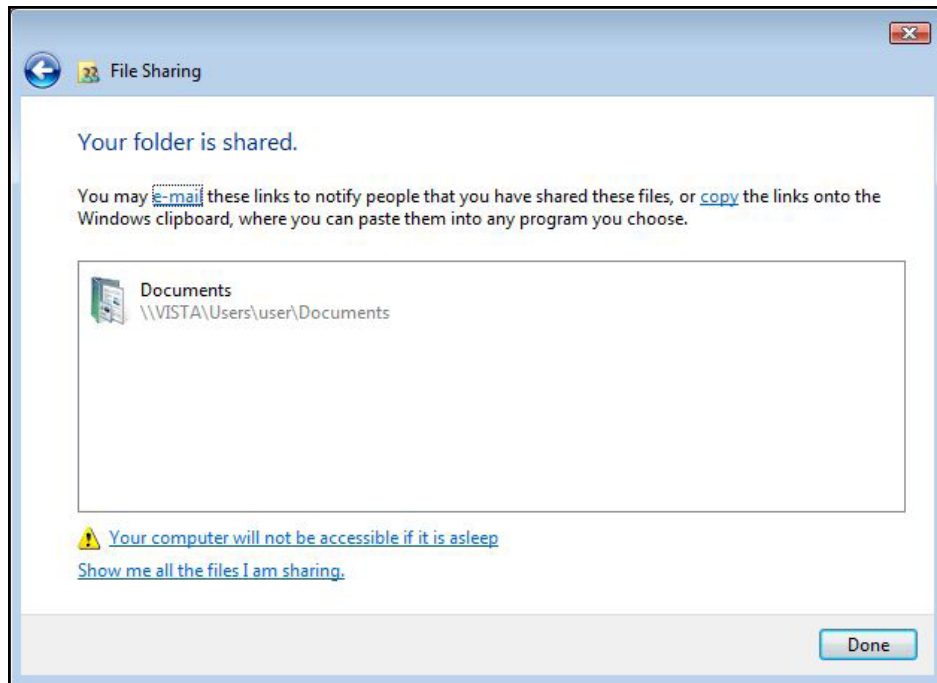 File Sharing
Your folder is shared.
You may e-mail these links to notify people that you have shared these files, or copy the links onto the
Windows clipboard, where you can paste them into any program you choose.
Documents
\\VISTA\Users\user\Documents
Your computer will not be accessible if it is asleep
Show me all the files I am sharing.
Done